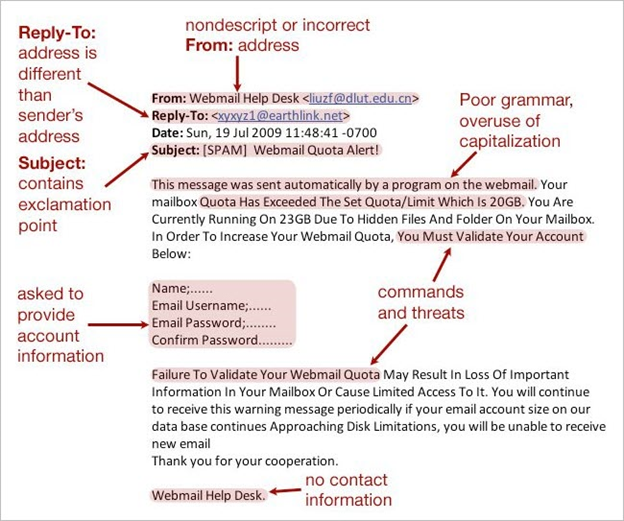 nondescript or incorrect
From: address
Reply-To:
address is
different
than
sender's
address
Subject:
contains
exclamation
point
From: Webmail Help Desk <liuzf@dlut.edu.cn>
Reply-To: <xyxyz1@earthlink.net>
Date: Sun, 19 Jul 2009 11:48:41 -0700
Subject: [SPAM] Webmail Quota Alert!
Poor grammar,
overuse of
capitalization
This message was sent automatically by a program on the webmail. Your
mailbox Quota Has Exceeded The Set Quota/Limit Which Is 20GB. You Are
Currently Running On 23GB Due To Hidden Files And Folder On Your Mailbox.
In Order To Increase Your Webmail Quota, You Must Validate Your Account
Below:
asked to
provide
account
information
Name;......
Email Username;......
Email Password;........
Confirm Password.........
commands
and threats
Failure To Validate Your Webmail Quota May Result In Loss Of Important
Information In Your Mailbox Or Cause Limited Access To It. You will continue
to receive this warning message periodically if your email account size on our
data base continues Approaching Disk Limitations, you will be unable to receive
new email
Thank you for your cooperation.
Webmail Help Desk.
no contact
information